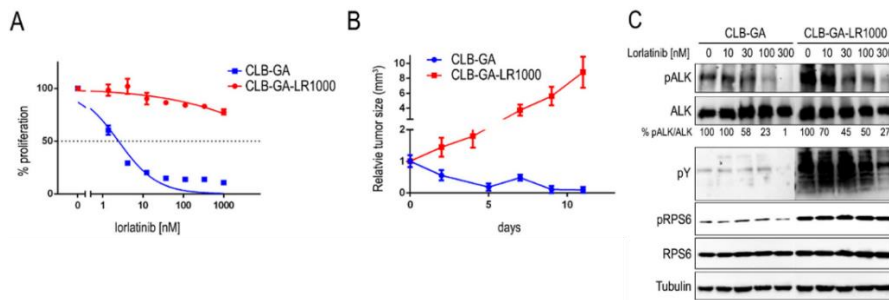 A
CLB-GA
CLB-GA-LR1000
100
50
0
% proliferation
0 1 10 100 1000
lorlatinib [nM]
B
CLB-GA
CLB-GA-LR1000
10
8
6
4
2
1
0
Relatvie tumor size (mm³)
0 5 10
days
C
CLB-GA CLB-GA-LR1000
Lorlatinib [nM] 0 10 30 100 300 0 10 30 100 300
pALK
ALK
% pALK/ALK 100 100 58 23 1 100 70 45 50 27
pY
pRPS6
RPS6
Tubulin